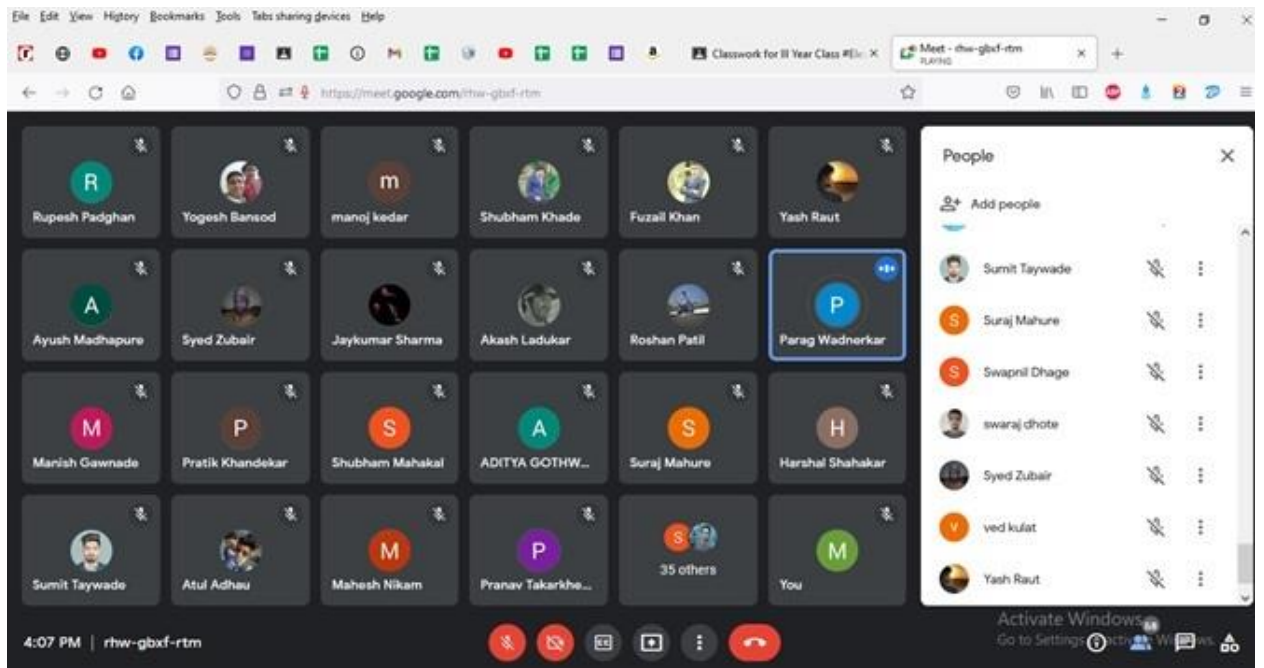 File Edit View History Bookmarks Tools Tabs sharing devices Help
Classwork for III Year Class #Ele
Meet - rhw-gbxf-rtm
PLAYING
https://meet.google.com/rhw-gbxf-rtm
R
Rupesh Padghan
Yogesh Bansod
m
manoj kedar
Shubham Khade
Fuzail Khan
Yash Raut
A
Ayush Madhapure
Syed Zubair
Jaykumar Sharma
Akash Ladukar
Roshan Patil
P
Parag Wadnerkar
M
Manish Gawnade
P
Pratik Khandekar
S
Shubham Mahakal
A
ADITYA GOTHW...
S
Suraj Mahure
H
Harshal Shahakar
Sumit Taywade
Atul Adhau
M
Mahesh Nikam
P
Pranav Takarkhe...
S
35 others
M
You
People
Add people
Sumit Taywade
S
Suraj Mahure
S
Swapnil Dhage
swaraj dhote
Syed Zubair
V
ved kulat
Yash Raut
4:07 PM | rhw-gbxf-rtm
Activate Windows
Go to Settings